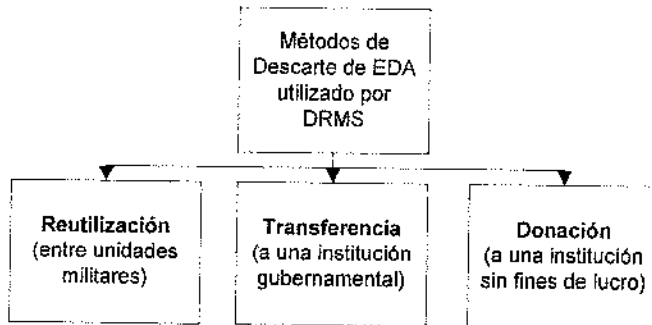 Métodos de
Descarte de EDA
utilizado por
DRMS
Reutilización
(entre unidades
militares)
Transferencia
(a una institución
gubernamental)
Donación
(a una institución
sin fines de lucro)